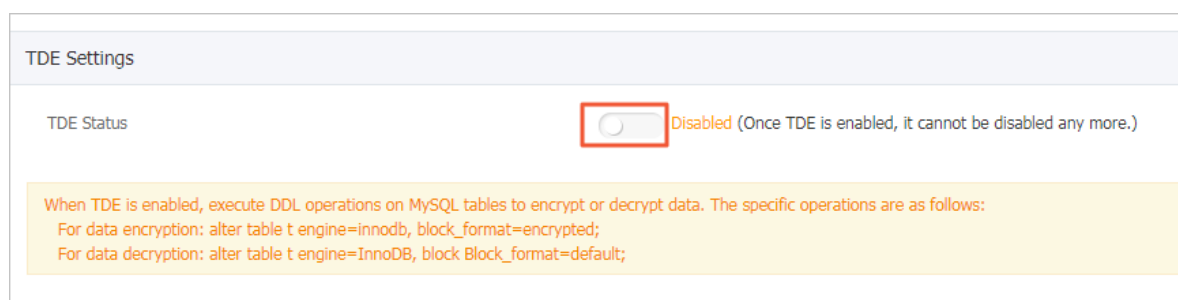 TDE Settings
TDE Status
Disabled (Once TDE is enabled, it cannot be disabled any more.)
When TDE is enabled, execute DDL operations on MySQL tables to encrypt or decrypt data. The specific operations are as follows:
For data encryption: alter table t engine=innodb, block_format=encrypted;
For data decryption: alter table t engine=InnoDB, block Block_format=default;